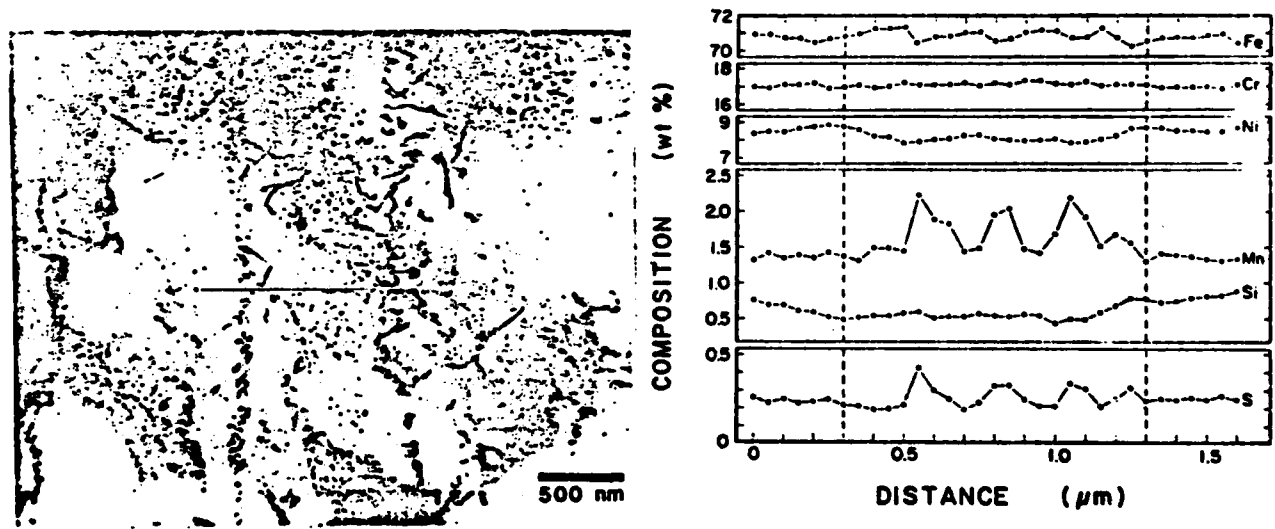 500 nm
COMPOSITION (wt %)
72
70
Fe
18
16
Cr
9
7
Ni
2.5
2.0
1.5
1.0
0.5
Mn
Si
0.5
0
S
0 0.5 1.0 1.5
DISTANCE (μm)